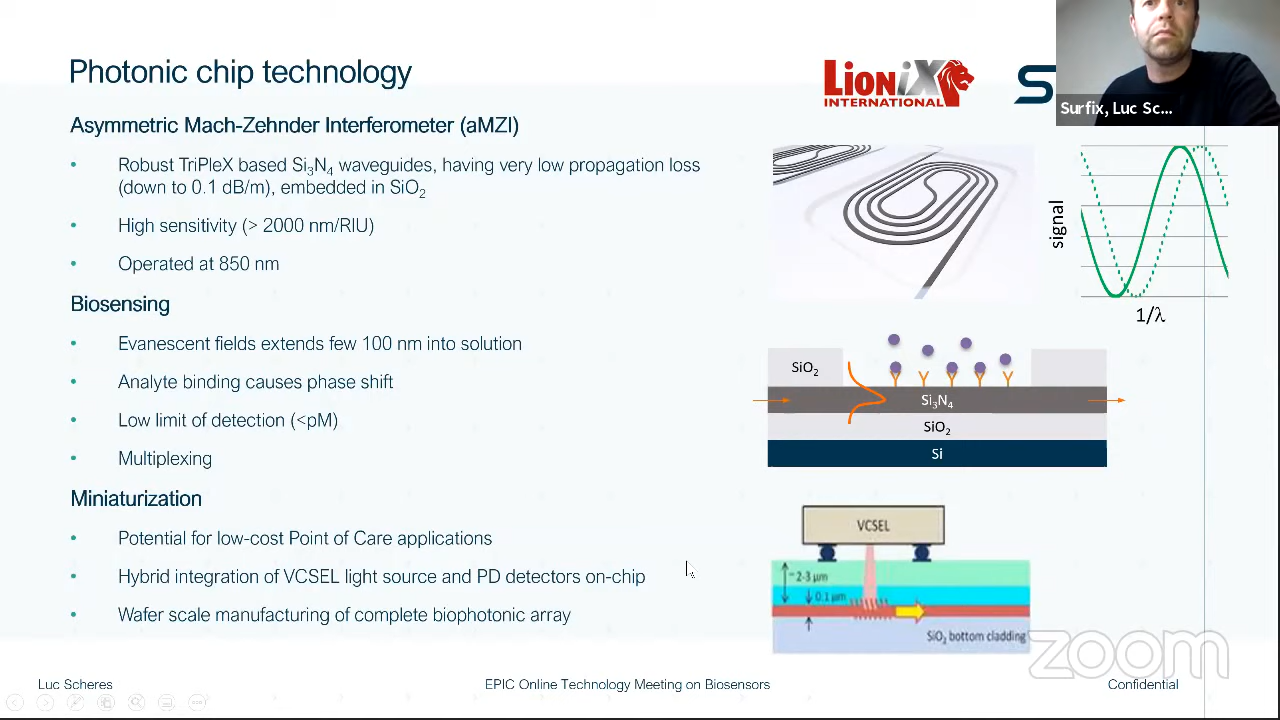 Photonic chip technology
LioniX
INTERNATIONAL
S
Surfix, Luc Sc...
Asymmetric Mach-Zehnder Interferometer (aMZI)
• Robust TriPleX based Si₃N₄ waveguides, having very low propagation loss
(down to 0.1 dB/m), embedded in SiO₂
• High sensitivity (> 2000 nm/RIU)
• Operated at 850 nm
signal
1/λ
Biosensing
• Evanescent fields extends few 100 nm into solution
• Analyte binding causes phase shift
• Low limit of detection (<pM)
• Multiplexing
SiO₂
Si₃N₄
SiO₂
Si
Miniaturization
• Potential for low-cost Point of Care applications
• Hybrid integration of VCSEL light source and PD detectors on-chip
• Wafer scale manufacturing of complete biophotonic array
VCSEL
~2-3 μm
0.1 μm
SiO₂ bottom cladding
zoom
Luc Scheres
EPIC Online Technology Meeting on Biosensors
Confidential